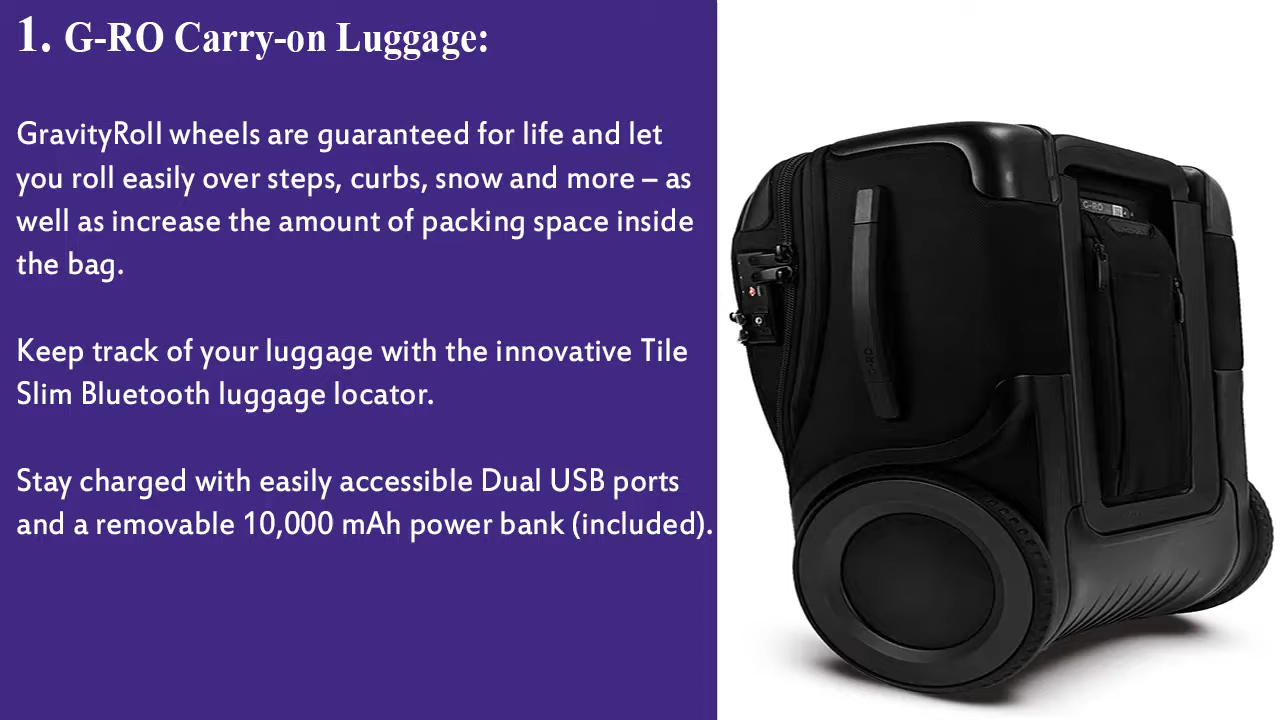 1. G-RO Carry-on Luggage:
GravityRoll wheels are guaranteed for life and let
you roll easily over steps, curbs, snow and more – as
well as increase the amount of packing space inside
the bag.
Keep track of your luggage with the innovative Tile
Slim Bluetooth luggage locator.
Stay charged with easily accessible Dual USB ports
and a removable 10,000 mAh power bank (included).
G-RO
G-RO